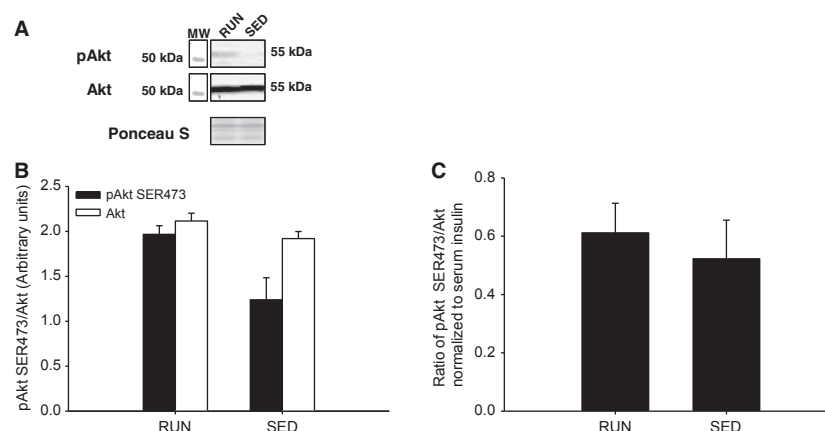 A
MW RUN SED
pAkt 50 kDa 55 kDa
Akt 50 kDa 55 kDa
Ponceau S
B
pAkt SER473/Akt (Arbitrary units)
2.5
2.0
1.5
1.0
0.5
0.0
pAkt SER473
Akt
RUN SED
C
Ratio of pAkt SER473/Akt
normalized to serum insulin
0.8
0.6
0.4
0.2
0.0
RUN SED